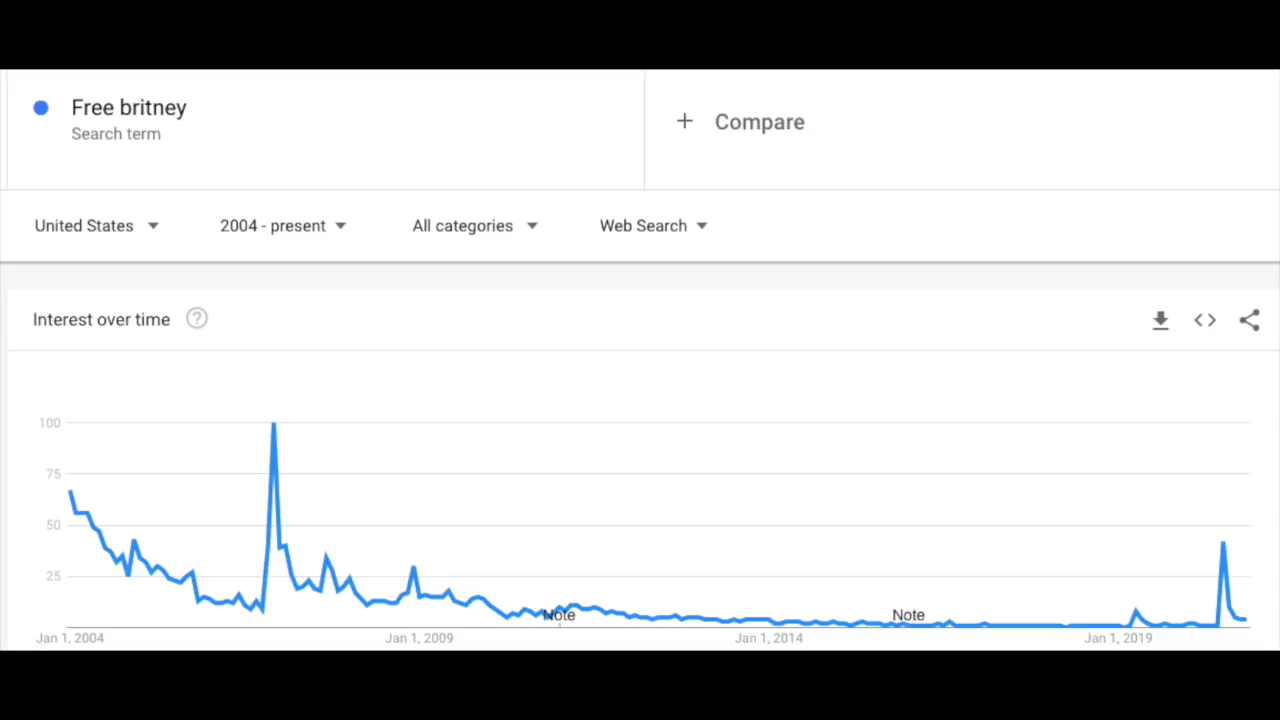 Free britney
Search term
+ Compare
United States
2004 - present
All categories
Web Search
Interest over time ?
100
75
50
25
Note
Note
Jan 1, 2004
Jan 1, 2009
Jan 1, 2014
Jan 1, 2019